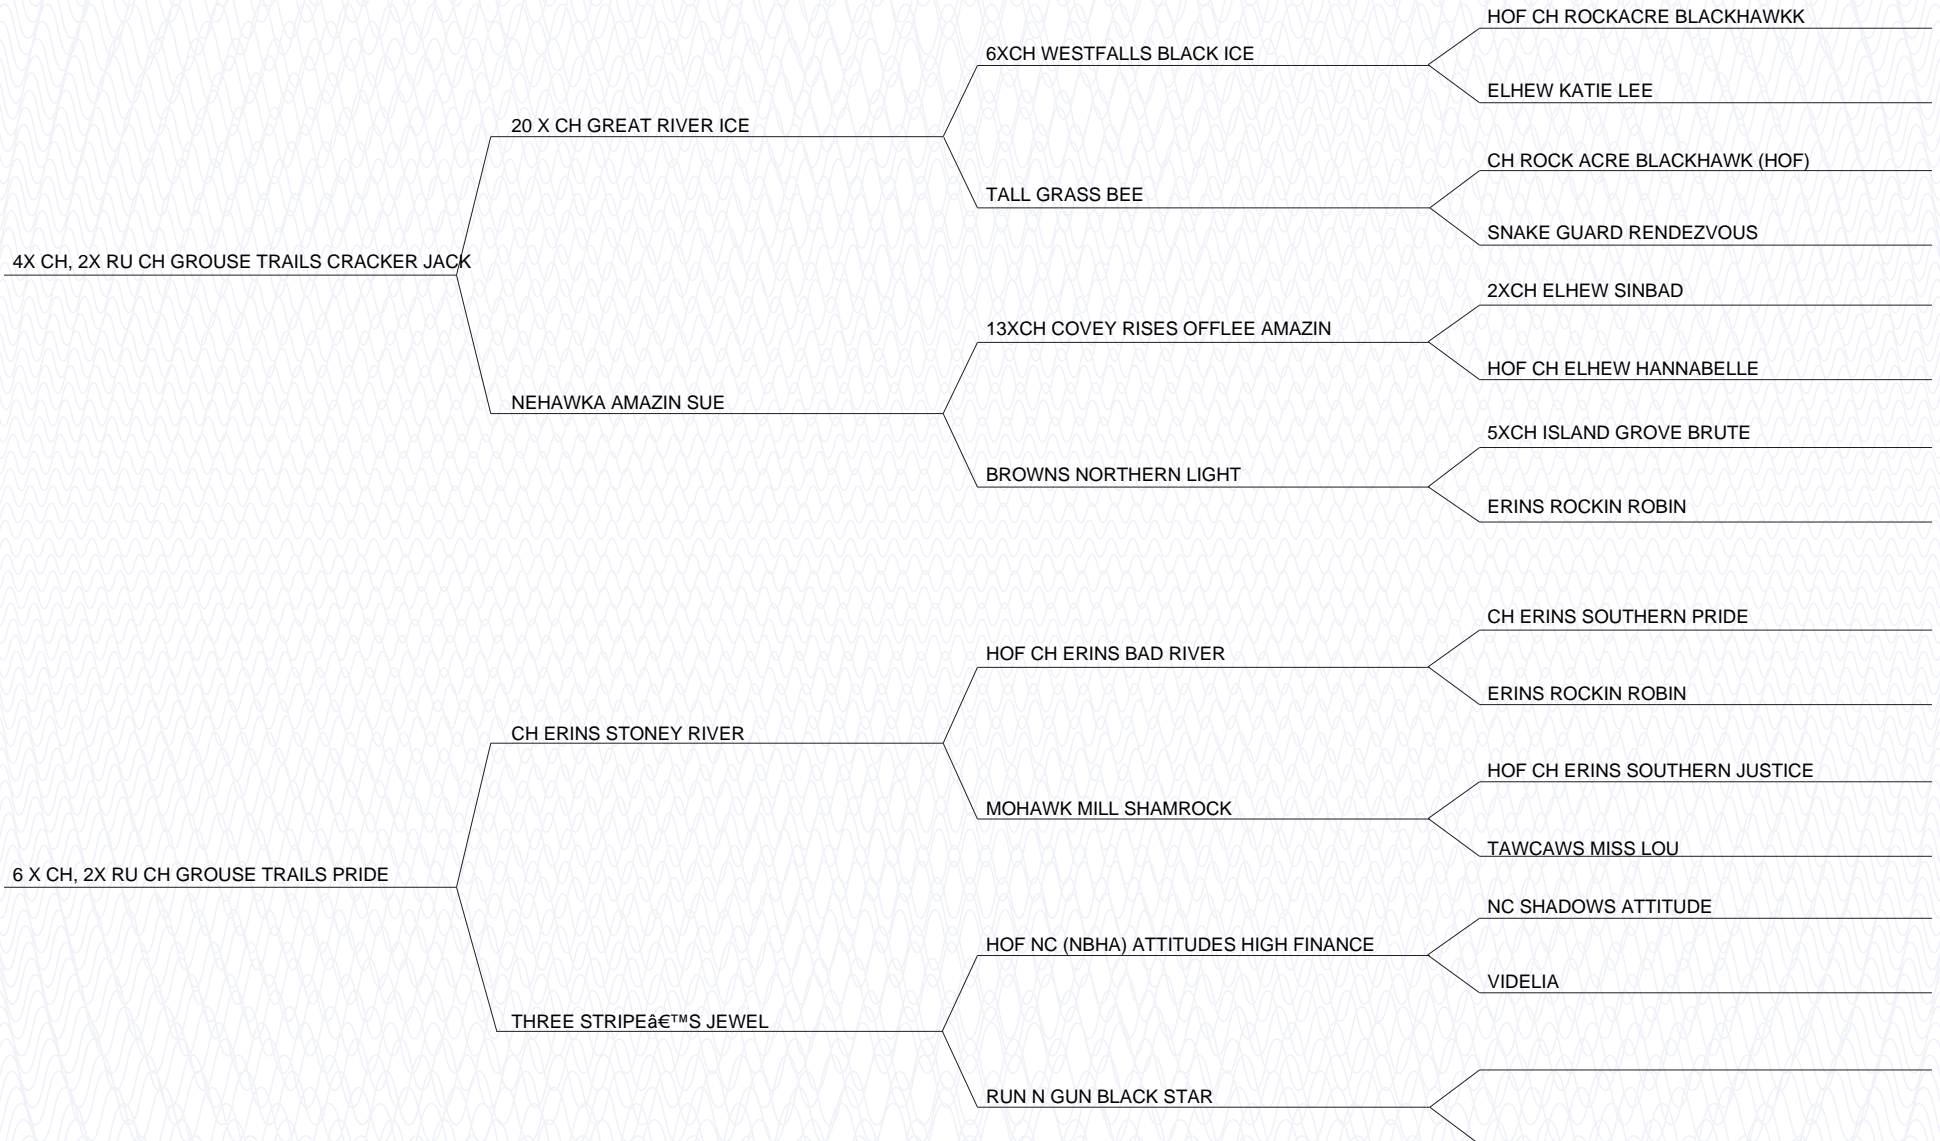 HOF CH ROCKACRE BLACKHAWKK
6XCH WESTFALLS BLACK ICE
ELHEW KATIE LEE
20 X CH GREAT RIVER ICE
CH ROCK ACRE BLACKHAWK (HOF)
TALL GRASS BEE
SNAKE GUARD RENDEZVOUS
4X CH, 2X RU CH GROUSE TRAILS CRACKER JACK
2XCH ELHEW SINBAD
13XCH COVEY RISES OFFLEE AMAZIN
HOF CH ELHEW HANNABELLE
NEHAWKA AMAZIN SUE
5XCH ISLAND GROVE BRUTE
BROWNS NORTHERN LIGHT
ERINS ROCKIN ROBIN
CH ERINS SOUTHERN PRIDE
HOF CH ERINS BAD RIVER
ERINS ROCKIN ROBIN
CH ERINS STONEY RIVER
HOF CH ERINS SOUTHERN JUSTICE
MOHAWK MILL SHAMROCK
TAWCAWS MISS LOU
6 X CH, 2X RU CH GROUSE TRAILS PRIDE
NC SHADOWS ATTITUDE
HOF NC (NBHA) ATTITUDES HIGH FINANCE
VIDELIA
THREE STRIPEâ€™S JEWEL
RUN N GUN BLACK STAR